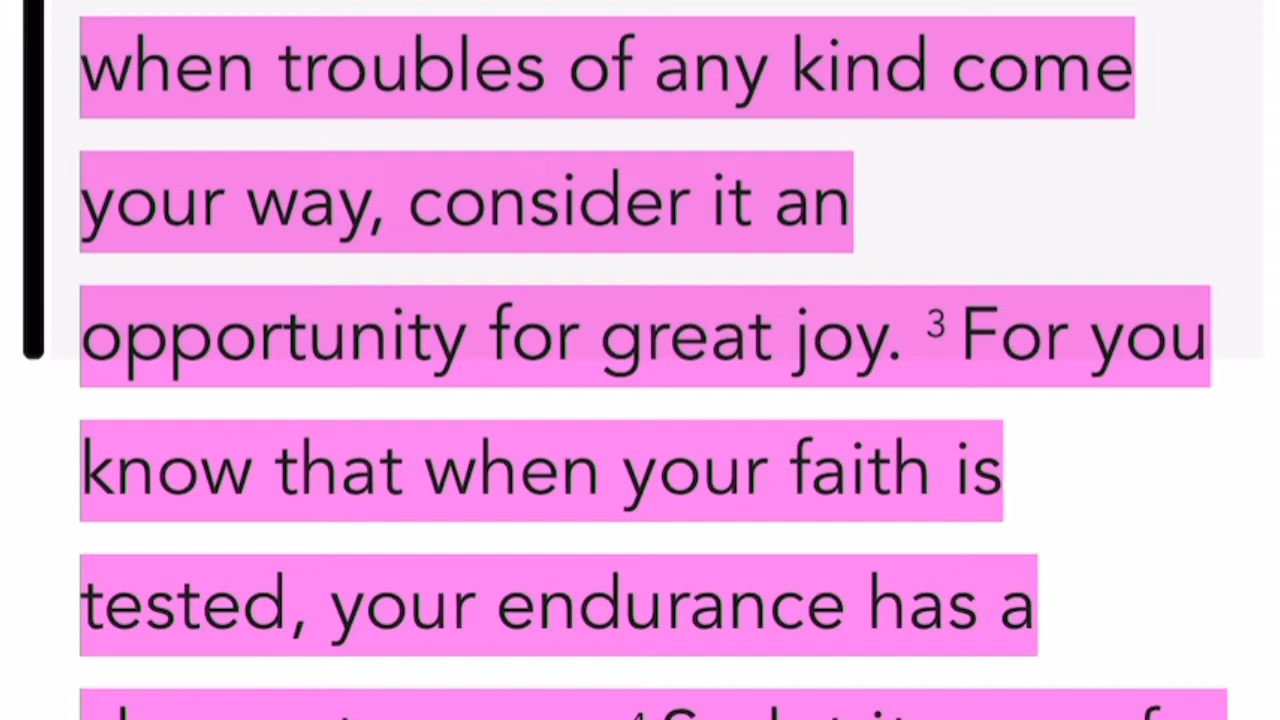 when troubles of any kind come
your way, consider it an
opportunity for great joy. 3 For you
know that when your faith is
tested, your endurance has a